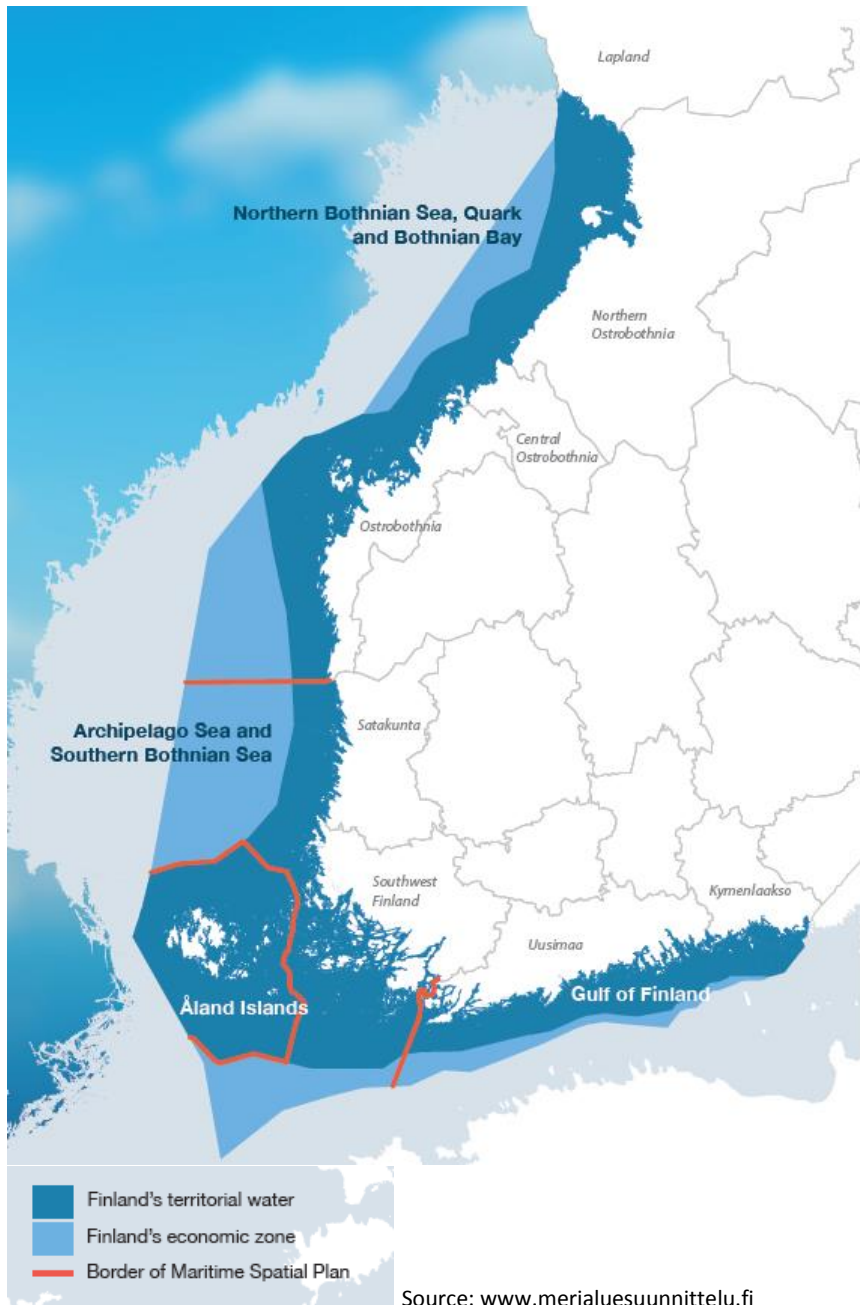 Lapland
Northern Bothnian Sea, Quark
and Bothnian Bay
Northern
Ostrobothnia
Central
Ostrobothnia
Ostrobothnia
Archipelago Sea and
Southern Bothnian Sea
Satakunta
Southwest
Finland
Kymenlaakso
Uusimaa
Åland Islands
Gulf of Finland
Finland's territorial water
Finland's economic zone
Border of Maritime Spatial Plan
Source: www.merialuesuunnittelu.fi